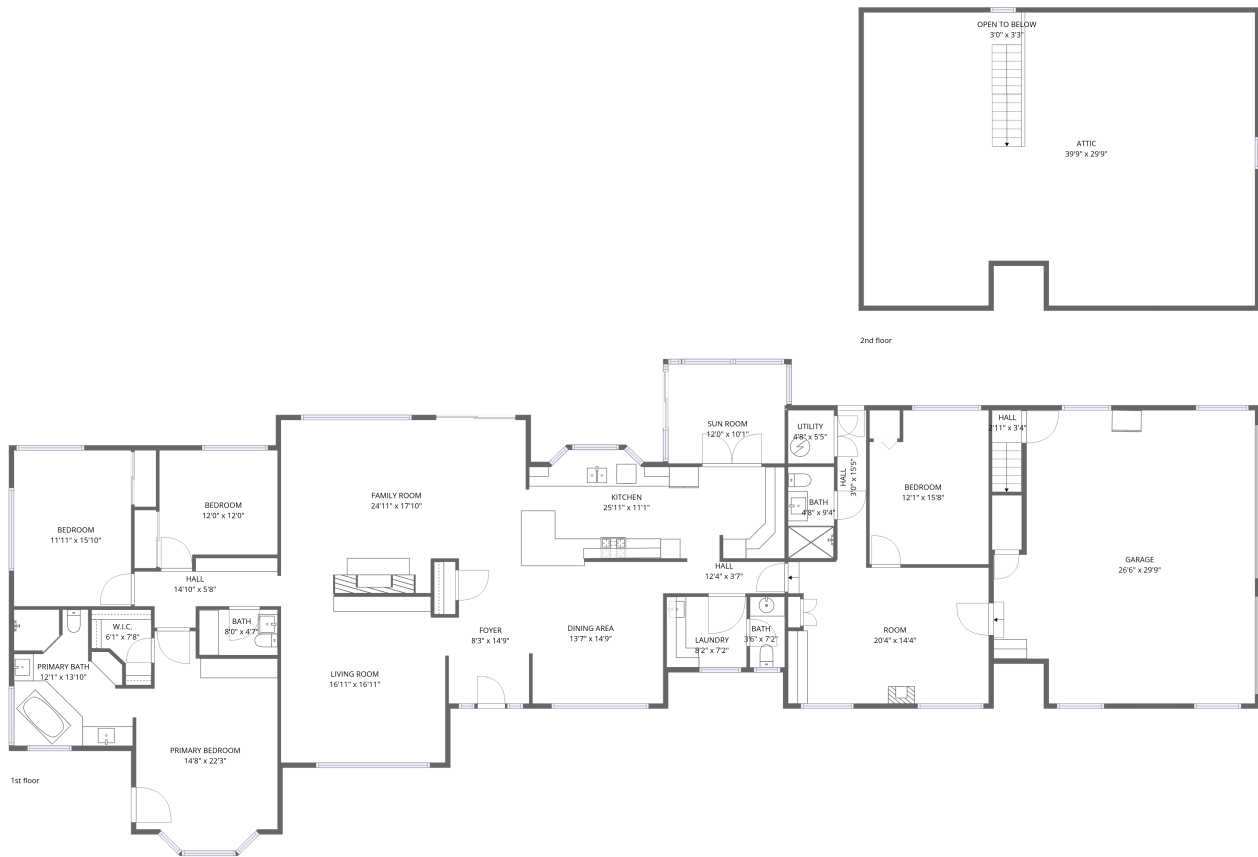 OPEN TO BELOW
3'0" x 3'3"
ATTIC
39'9" x 29'9"
2nd floor
SUN ROOM
12'0" x 10'1"
UTILITY
4'8" x 5'5"
HALL
2'11" x 3'4"
FAMILY ROOM
24'11" x 17'10"
KITCHEN
25'11" x 11'1"
HALL
3'0" x 15'5"
BATH
4'8" x 9'4"
BEDROOM
12'1" x 15'8"
BEDROOM
12'0" x 12'0"
BEDROOM
11'11" x 15'10"
GARAGE
26'6" x 29'9"
HALL
14'10" x 5'8"
HALL
12'4" x 3'7"
W.I.C.
6'1" x 7'8"
BATH
8'0" x 4'7"
FOYER
8'3" x 14'9"
DINING AREA
13'7" x 14'9"
LAUNDRY
8'2" x 7'2"
BATH
3'6" x 7'2"
ROOM
20'4" x 14'4"
PRIMARY BATH
12'1" x 13'10"
LIVING ROOM
16'11" x 16'11"
PRIMARY BEDROOM
14'8" x 22'3"
1st floor